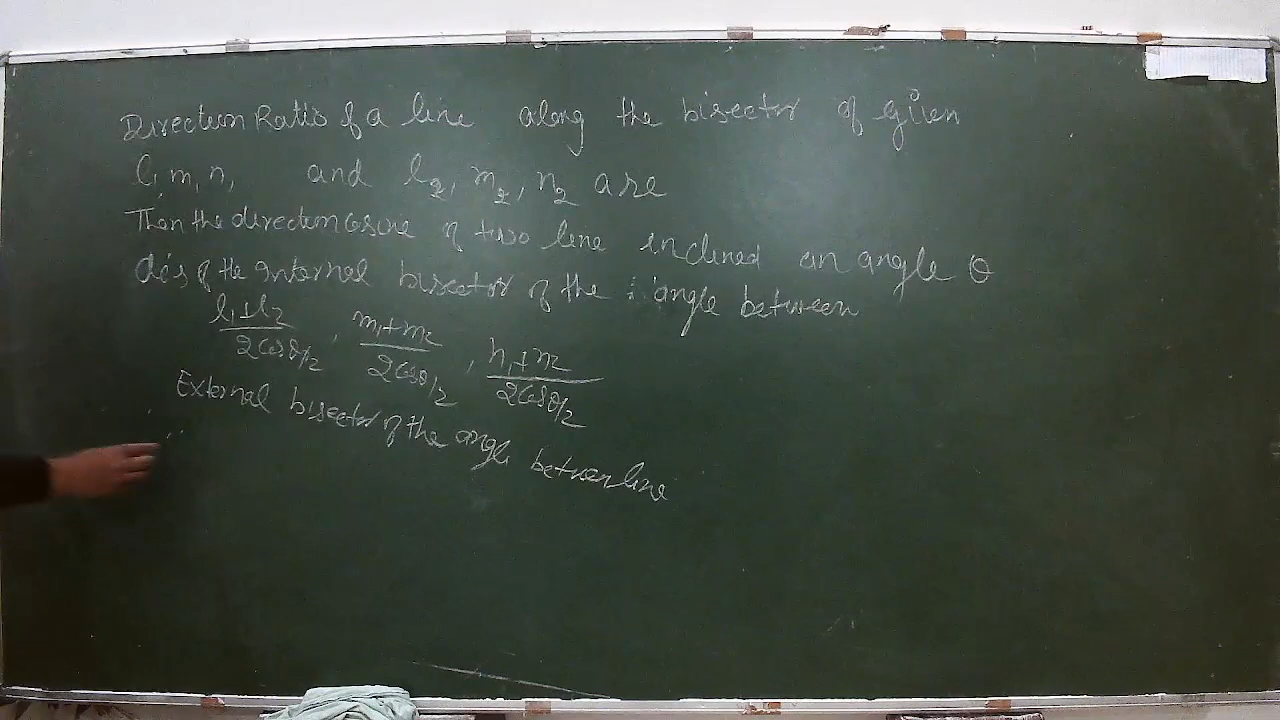 Direction Ratio of a line along the bisector of given
l1 m1 n1 and l2, m2, n2 are
Then the direction cosine of two line inclined an angle θ
dc's of the internal bisector of the angle between
l1+l2/2cosθ/2, m1+m2/2cosθ/2, n1+n2/2cosθ/2
External bisector of the angle between line